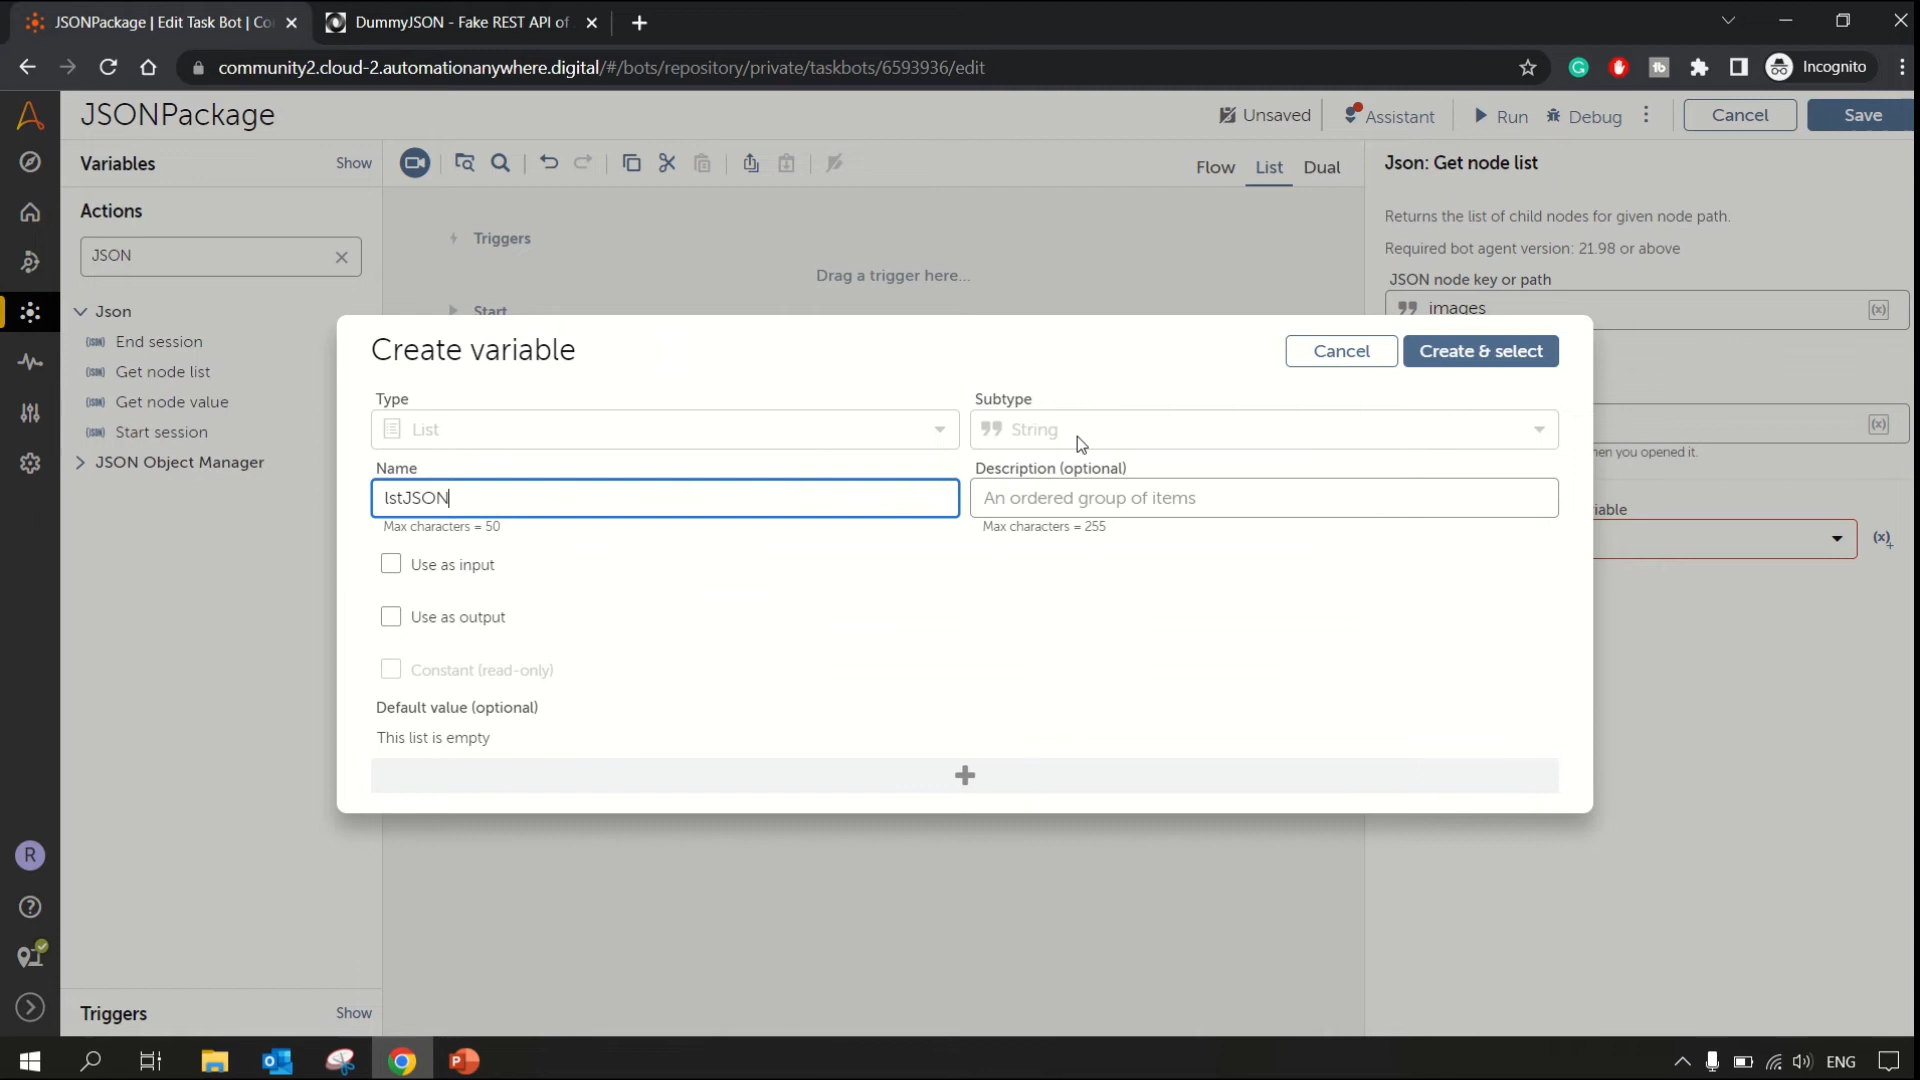 JSONPackage | Edit Task Bot | Co
DummyJSON - Fake REST API of
community2.cloud-2.automationanywhere.digital/#/bots/repository/private/taskbots/6593936/edit
Incognito
JSONPackage
Unsaved
Assistant
Run
Debug
Cancel
Save
Variables
Show
Flow
List
Dual
Json: Get node list
Actions
JSON
Triggers
Drag a trigger here...
Start
Returns the list of child nodes for given node path.
Required bot agent version: 21.98 or above
JSON node key or path
images
Json
End session
Get node list
Get node value
Start session
JSON Object Manager
Create variable
Cancel
Create & select
Type
List
Subtype
String
Name
lstJSON
Max characters = 50
Description (optional)
An ordered group of items
Max characters = 255
Use as input
Use as output
Constant (read-only)
Default value (optional)
This list is empty
en you opened it.
iable
R
Triggers
Show
ENG